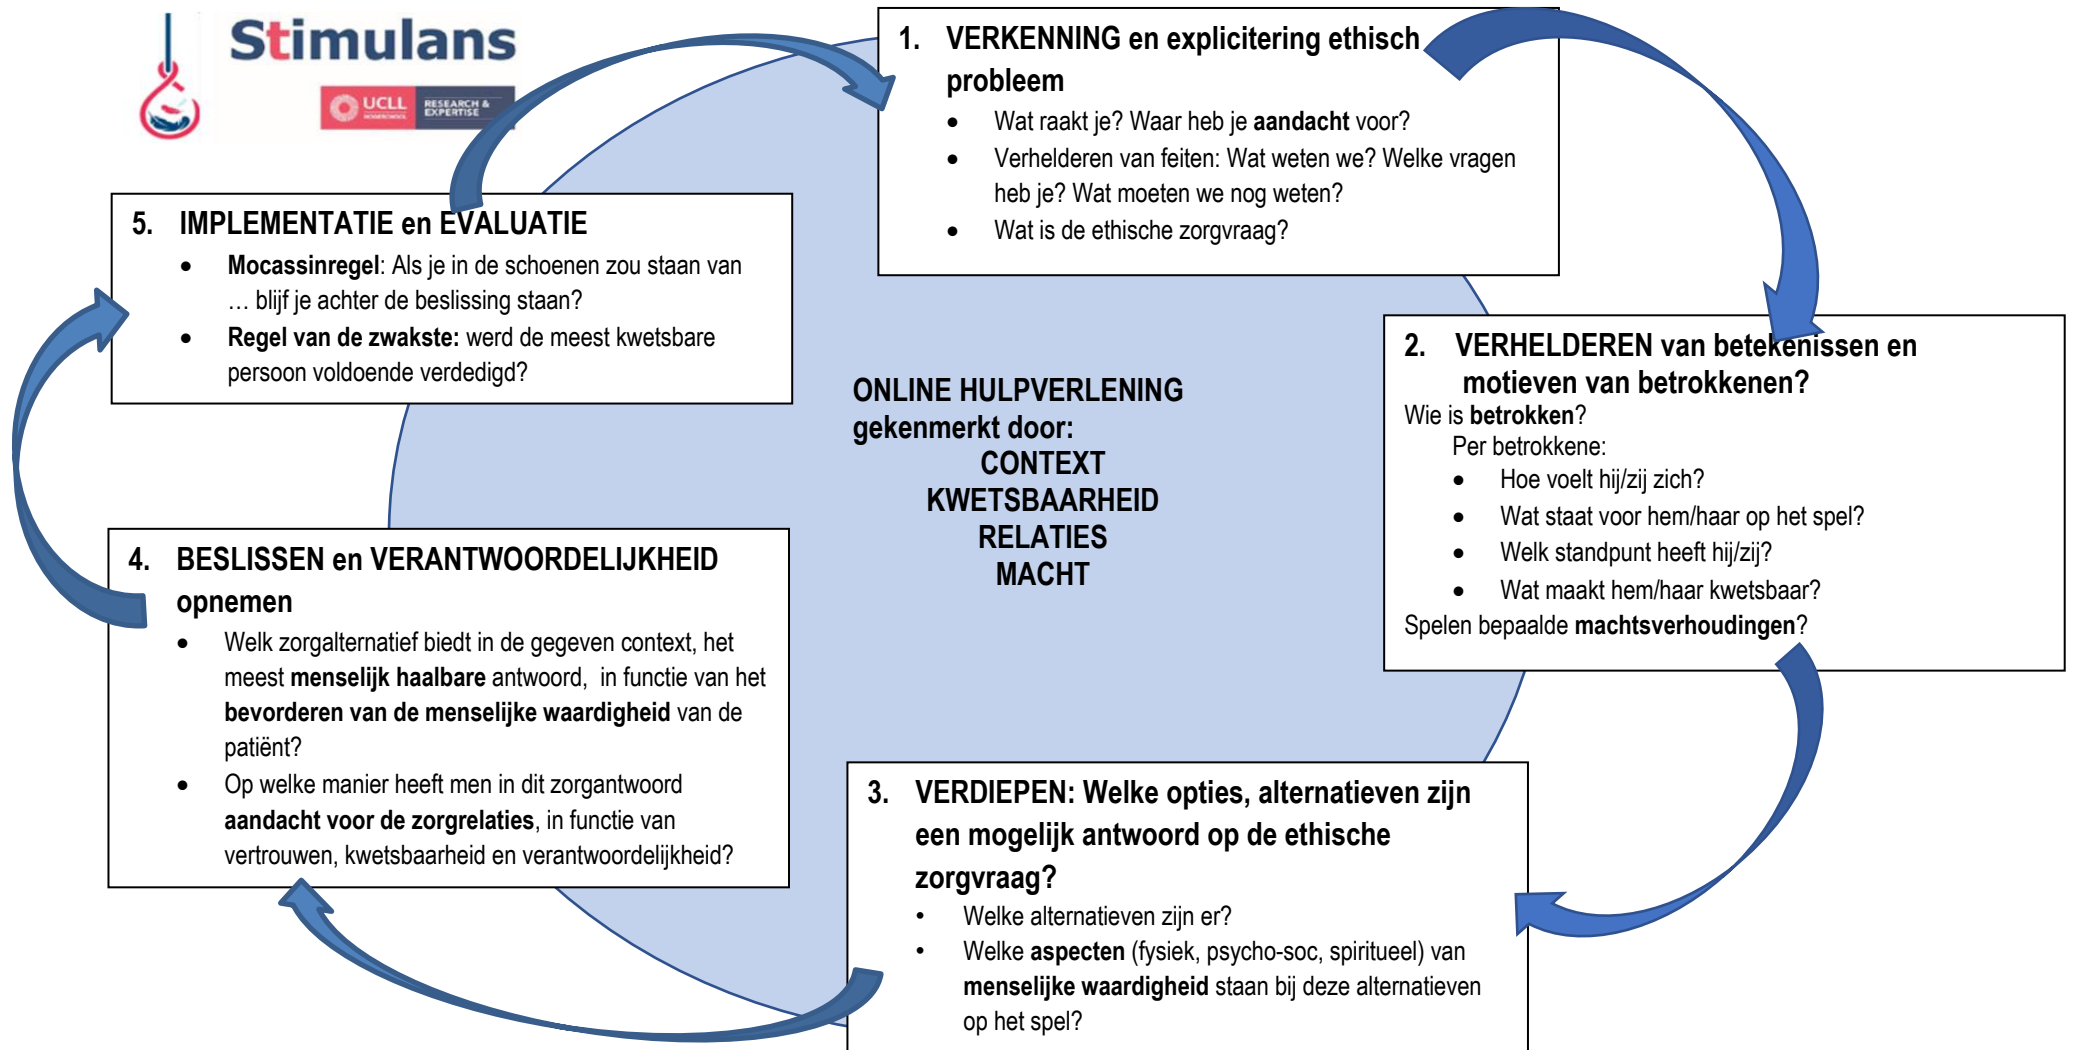 Stimulans
UCLL
HOGESCHOOL
RESEARCH &
EXPERTISE
1. VERKENNING en explicitering ethisch
probleem
• Wat raakt je? Waar heb je aandacht voor?
• Verhelderen van feiten: Wat weten we? Welke vragen
heb je? Wat moeten we nog weten?
• Wat is de ethische zorgvraag?
2. VERHELDEREN van betekenissen en
motieven van betrokkenen?
Wie is betrokken?
Per betrokkene:
• Hoe voelt hij/zij zich?
• Wat staat voor hem/haar op het spel?
• Welk standpunt heeft hij/zij?
• Wat maakt hem/haar kwetsbaar?
Spelen bepaalde machtsverhoudingen?
3. VERDIEPEN: Welke opties, alternatieven zijn
een mogelijk antwoord op de ethische
zorgvraag?
• Welke alternatieven zijn er?
• Welke aspecten (fysiek, psycho-soc, spiritueel) van
menselijke waardigheid staan bij deze alternatieven
op het spel?
4. BESLISSEN en VERANTWOORDELIJKHEID
opnemen
• Welk zorgalternatief biedt in de gegeven context, het
meest menselijk haalbare antwoord, in functie van het
bevorderen van de menselijke waardigheid van de
patiënt?
• Op welke manier heeft men in dit zorgantwoord
aandacht voor de zorgrelaties, in functie van
vertrouwen, kwetsbaarheid en verantwoordelijkheid?
5. IMPLEMENTATIE en EVALUATIE
• Mocassinregel: Als je in de schoenen zou staan van
… blijf je achter de beslissing staan?
• Regel van de zwakste: werd de meest kwetsbare
persoon voldoende verdedigd?
ONLINE HULPVERLENING
gekenmerkt door:
CONTEXT
KWETSBAARHEID
RELATIES
MACHT